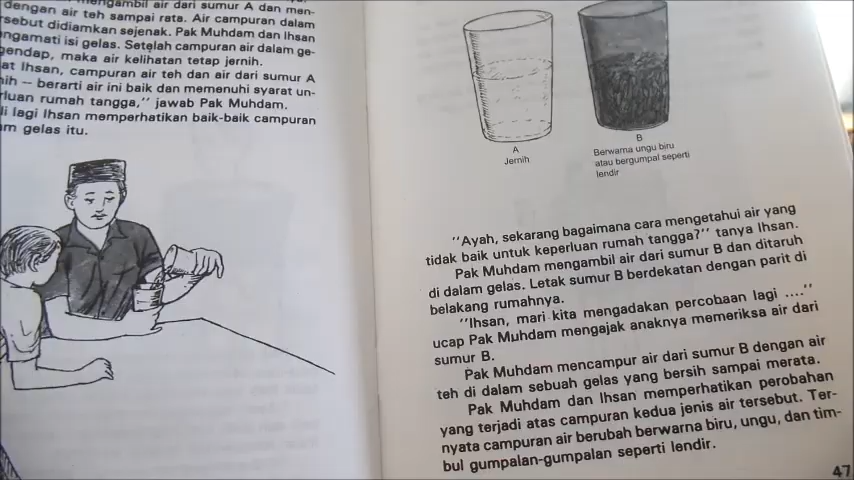 mengambil air dari sumur A dan men-
dengan air teh sampai rata. Air campuran dalam
sebut didiamkan sejenak. Pak Muhdam dan Ihsan
ngamati isi gelas. Setelah campuran air dalam ge-
gendap, maka air kelihatan tetap jernih.
at Ihsan, campuran air teh dan air dari sumur A
nih — berarti air ini baik dan memenuhi syarat un-
rluan rumah tangga," jawab Pak Muhdam.
li lagi Ihsan memperhatikan baik-baik campuran
m gelas itu.
A
Jernih
B
Berwarna ungu biru
atau bergumpal seperti
lendir
"Ayah, sekarang bagaimana cara mengetahui air yang
tidak baik untuk keperluan rumah tangga?" tanya Ihsan.
Pak Muhdam mengambil air dari sumur B dan ditaruh
di dalam gelas. Letak sumur B berdekatan dengan parit di
belakang rumahnya.
"Ihsan, mari kita mengadakan percobaan lagi ...."
ucap Pak Muhdam mengajak anaknya memeriksa air dari
sumur B.
Pak Muhdam mencampur air dari sumur B dengan air
teh di dalam sebuah gelas yang bersih sampai merata.
Pak Muhdam dan Ihsan memperhatikan perobahan
yang terjadi atas campuran kedua jenis air tersebut. Ter-
nyata campuran air berubah berwarna biru, ungu, dan tim-
bul gumpalan-gumpalan seperti lendir.
47